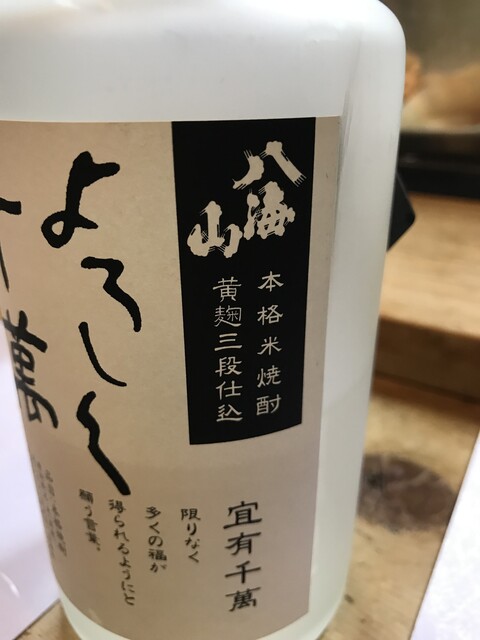 八海山
本格米焼酎
黄麹三段仕込
よろしく
千萬
宜有千萬
限りなく
多くの福が
得られるようにと
願う言葉。